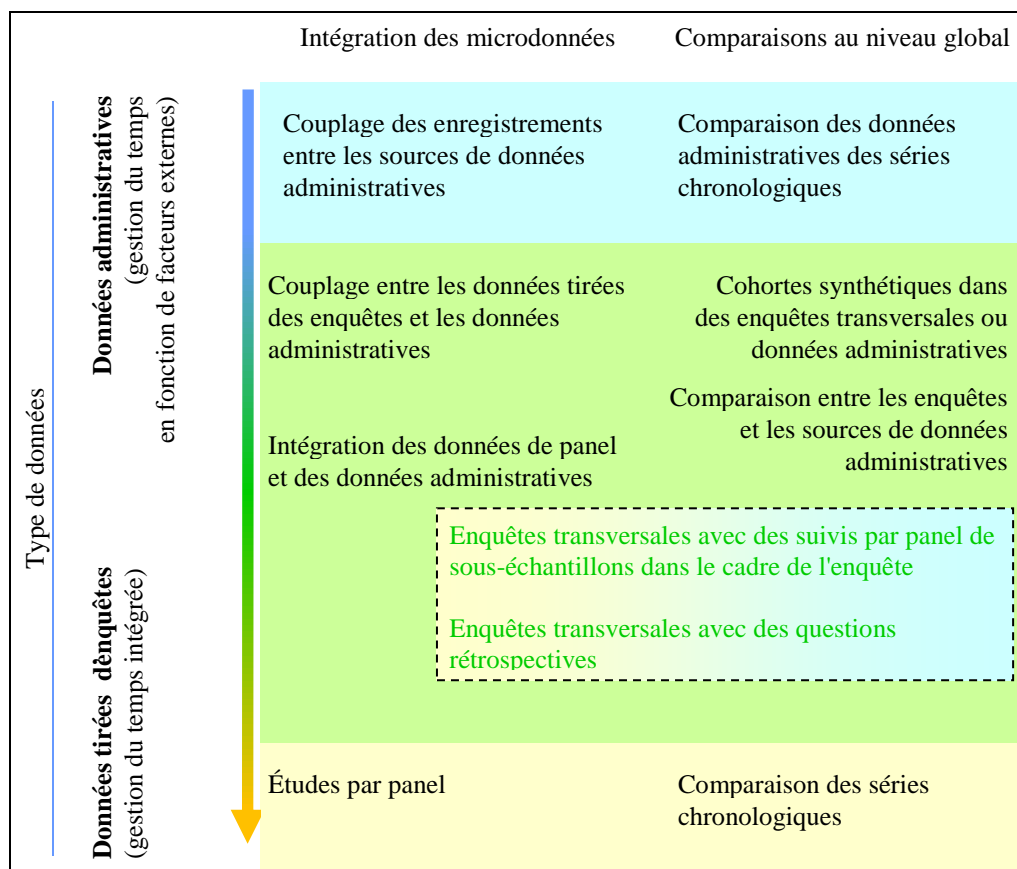 Intégration des microdonnées
Comparaisons au niveau global
Type de données
Données administratives
(gestion du temps
en fonction de facteurs externes)
Couplage des enregistrements
entre les sources de données
administratives
Comparaison des données
administratives des séries
chronologiques
Couplage entre les données tirées
des enquêtes et les données
administratives
Cohortes synthétiques dans
des enquêtes transversales ou
données administratives
Comparaison entre les enquêtes
et les sources de données
administratives
Intégration des données de panel
et des données administratives
Enquêtes transversales avec des suivis par panel de
sous-échantillons dans le cadre de l'enquête
Enquêtes transversales avec des questions
rétrospectives
Données tirées dènquêtes
(gestion du temps intégrée)
Études par panel
Comparaison des séries
chronologiques